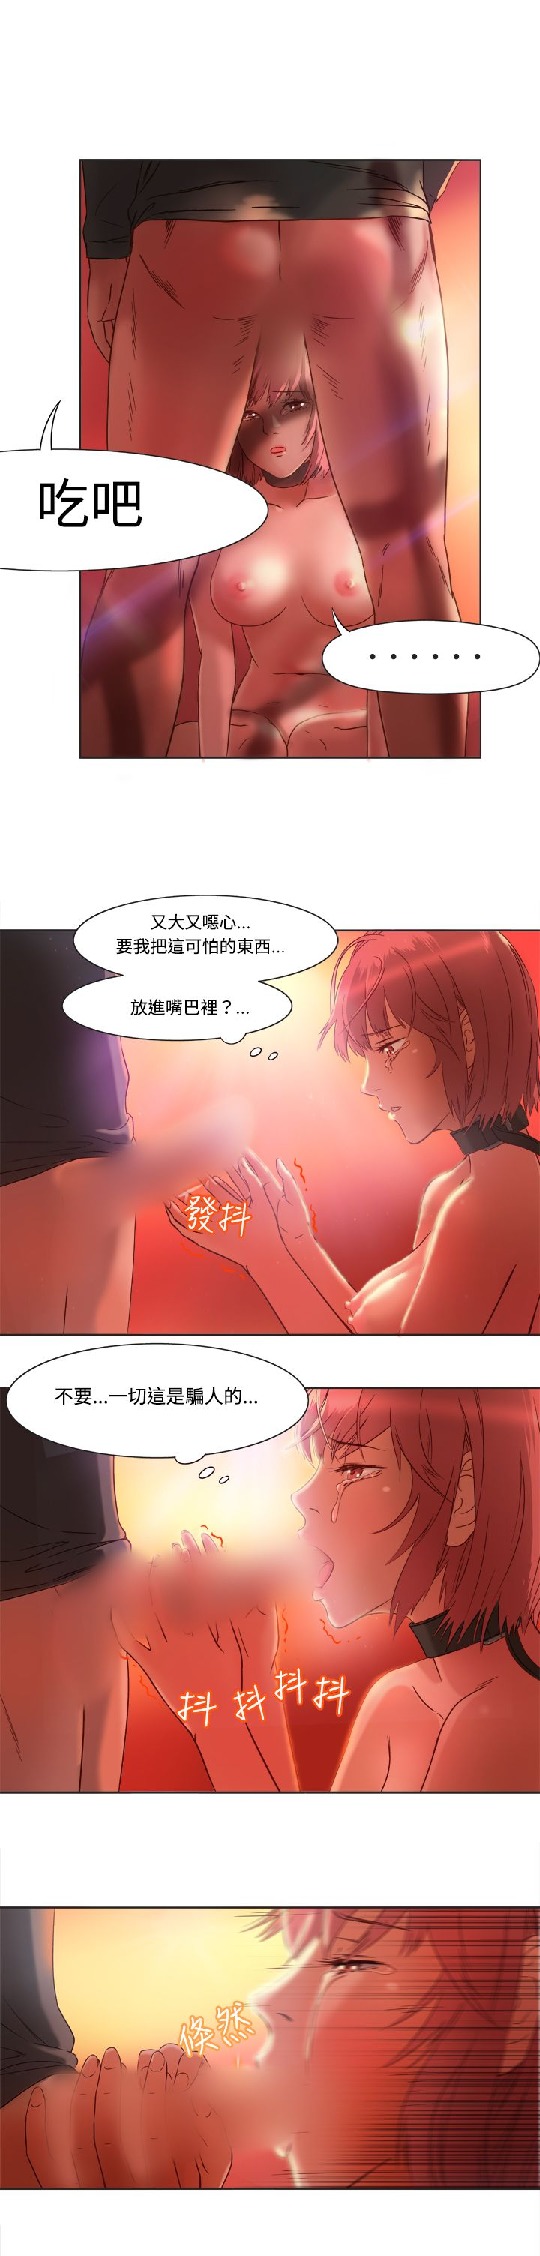 吃吧
······
又大又噁心...
要我把這可怕的東西...
放進嘴巴裡？...
發抖
不要...一切這是騙人的...
抖 抖 抖 抖
倏然